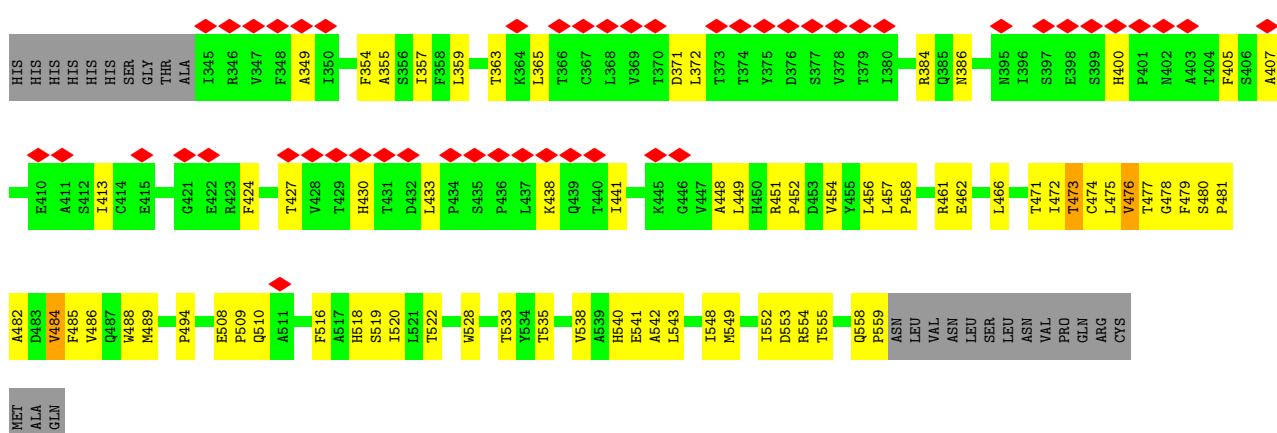 HIS HIS HIS HIS HIS HIS SER GLY THR ALA I345 R346 V347 F348 A349 I350 F354 A355 S356 I357 F358 L359 T363 K364 L365 T366 C367 L368 V369 T370 D371 L372 T373 T374 Y375 D376 S377 V378 T379 I380 R384 Q385 N386 N395 I396 S397 E398 S399 H400 P401 N402 A403 T404 F405 S406 A407
E410 A411 S412 I413 C414 E415 G421 E422 R423 F424 T427 V428 T429 H430 T431 D432 L433 P434 S435 P436 L437 K438 Q439 T440 I441 K445 G446 V447 A448 L449 H450 R451 P452 D453 V454 Y455 L456 L457 P458 R461 E462 L466 T471 I472 T473 C474 L475 V476 T477 G478 F479 S480 P481
A482 D483 V484 F485 V486 Q487 W488 M489 P494 E508 P509 Q510 A511 F516 A517 H518 S519 I520 L521 T522 W528 T533 Y534 T535 V538 A539 H540 E541 A542 L543 I548 M549 I552 D553 R554 T555 Q558 P559 ASN LEU VAL ASN LEU SER LEU ASN VAL PRO GLN ARG CYS
MET ALA GLN